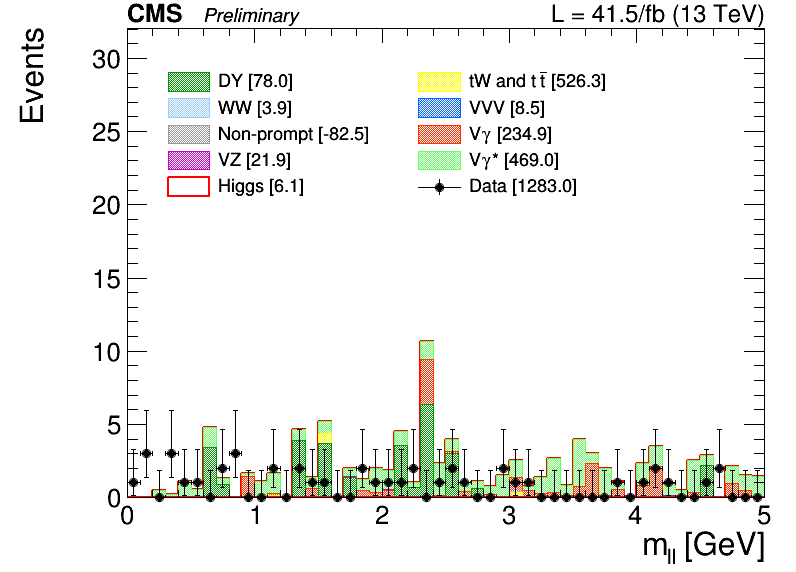 CMS Preliminary L = 41.5/fb (13 TeV)
Events
30
25
20
15
10
5
0
DY [78.0]
WW [3.9]
Non-prompt [-82.5]
VZ [21.9]
Higgs [6.1]
tW and t t̄ [526.3]
VVV [8.5]
Vγ [234.9]
Vγ* [469.0]
Data [1283.0]
0 1 2 3 4 5
m_ll [GeV]